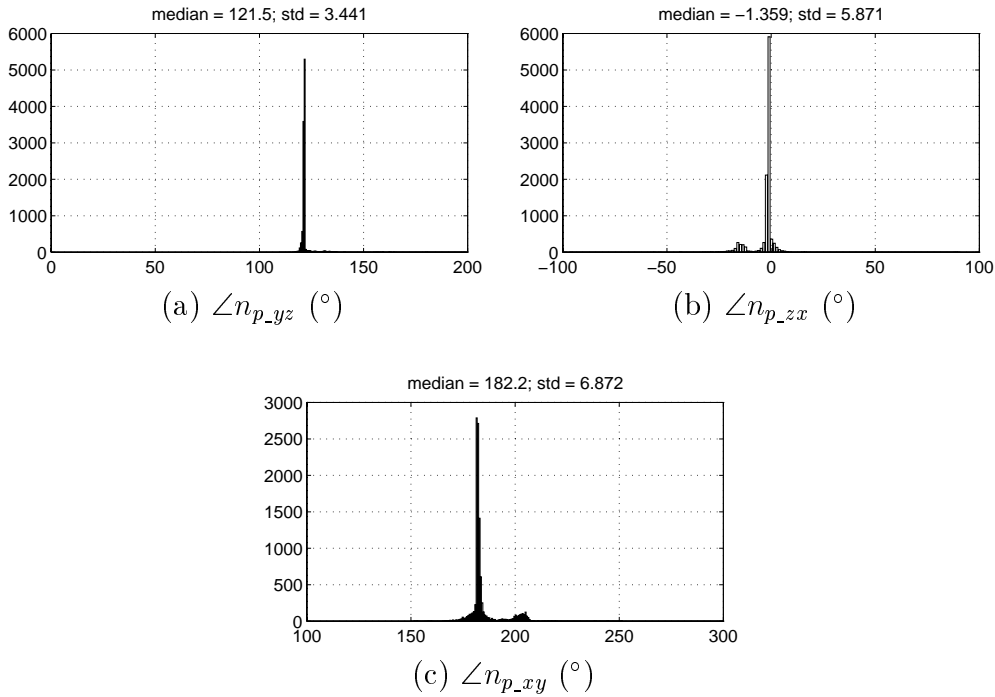 median = 121.5; std = 3.441
6000
5000
4000
3000
2000
1000
0
0 50 100 150 200
(a) ∠n_{p_yz} (°)
median = −1.359; std = 5.871
6000
5000
4000
3000
2000
1000
0
−100 −50 0 50 100
(b) ∠n_{p_zx} (°)
median = 182.2; std = 6.872
3000
2500
2000
1500
1000
500
0
100 150 200 250 300
(c) ∠n_{p_xy} (°)